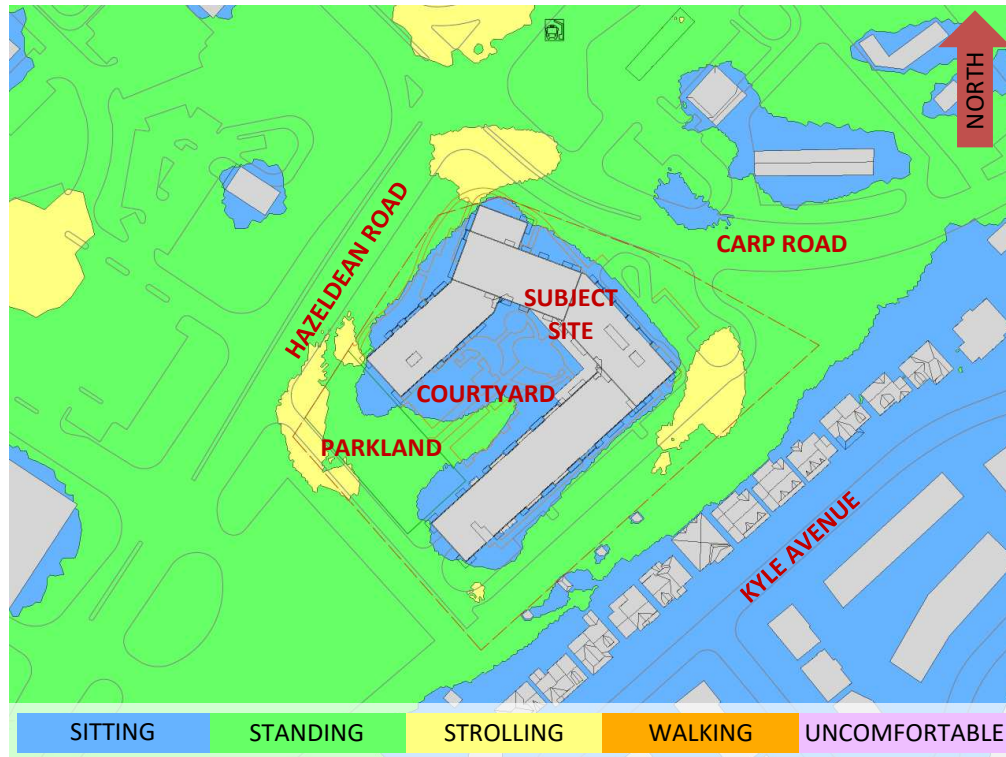 NORTH
HAZELDEAN ROAD
CARP ROAD
SUBJECT
SITE
COURTYARD
PARKLAND
KYLE AVENUE
SITTING
STANDING
STROLLING
WALKING
UNCOMFORTABLE